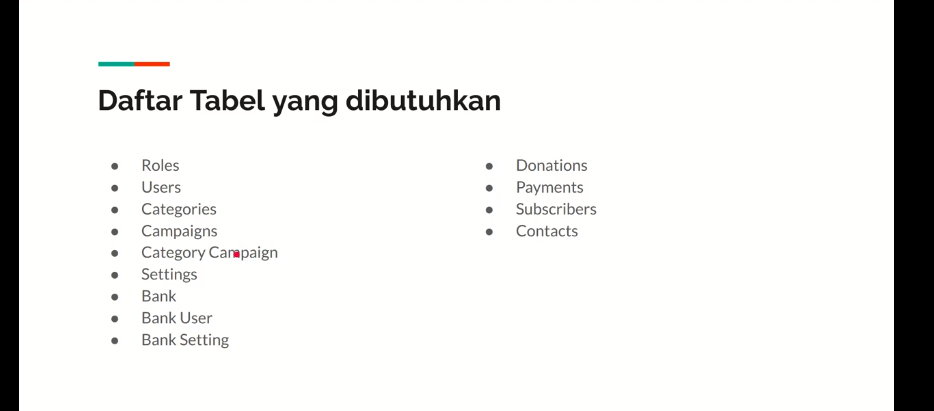 Daftar Tabel yang dibutuhkan
● Roles
● Users
● Categories
● Campaigns
● Category Campaign
● Settings
● Bank
● Bank User
● Bank Setting
● Donations
● Payments
● Subscribers
● Contacts